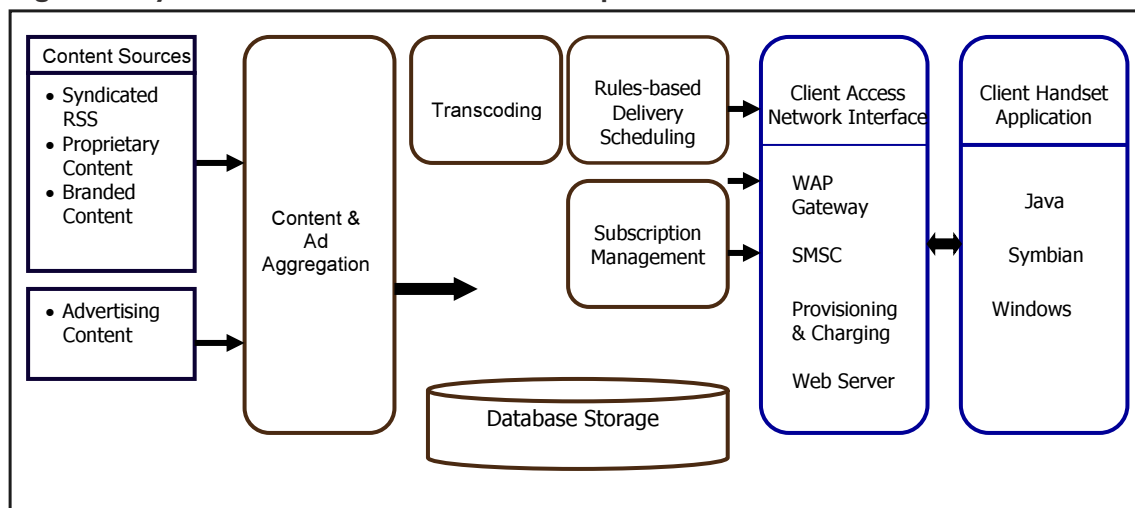 Content Sources
• Syndicated
RSS
• Proprietary
Content
• Branded
Content
• Advertising
Content
Content &
Ad
Aggregation
Transcoding
Rules-based
Delivery
Scheduling
Subscription
Management
Database Storage
Client Access
Network Interface
WAP
Gateway
SMSC
Provisioning
& Charging
Web Server
Client Handset
Application
Java
Symbian
Windows